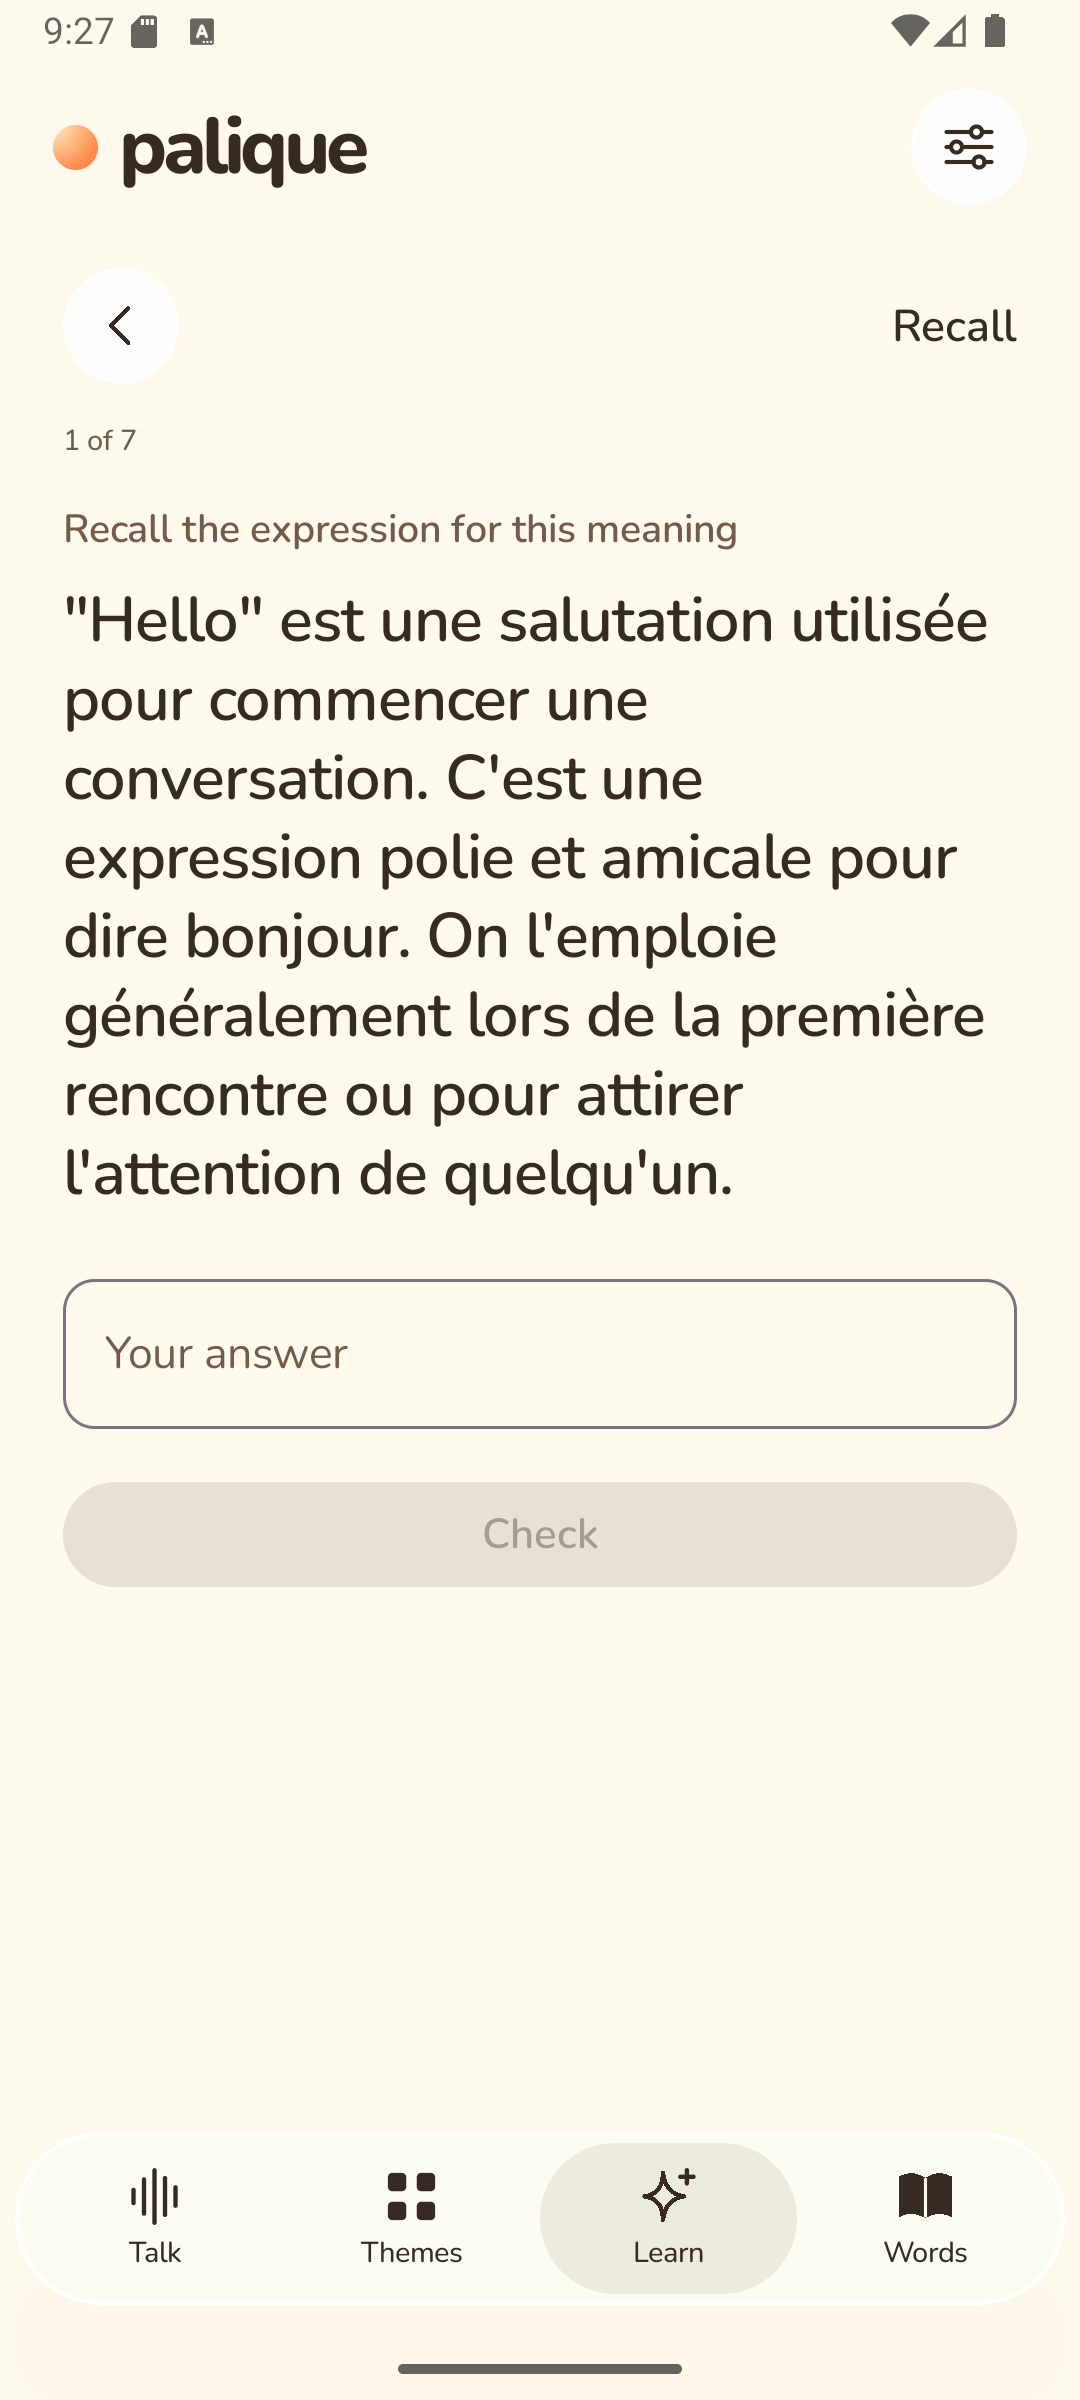 9:27
palique
Recall
1 of 7
Recall the expression for this meaning
"Hello" est une salutation utilisée
pour commencer une
conversation. C'est une
expression polie et amicale pour
dire bonjour. On l'emploie
généralement lors de la première
rencontre ou pour attirer
l'attention de quelqu'un.
Your answer
Check
Talk
Themes
Learn
Words